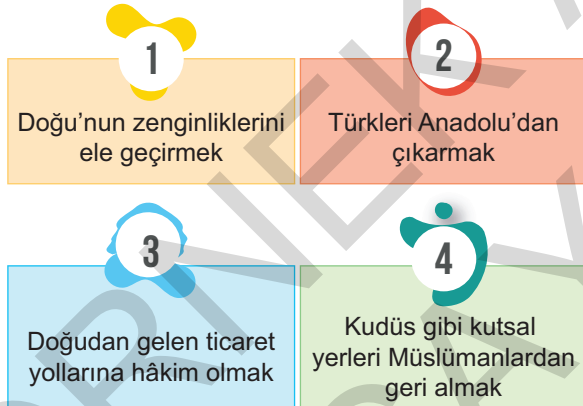 1
Doğu'nun zenginliklerini
ele geçirmek
2
Türkleri Anadolu'dan
çıkarmak
3
Doğudan gelen ticaret
yollarına hâkim olmak
4
Kudüs gibi kutsal
yerleri Müslümanlardan
geri almak